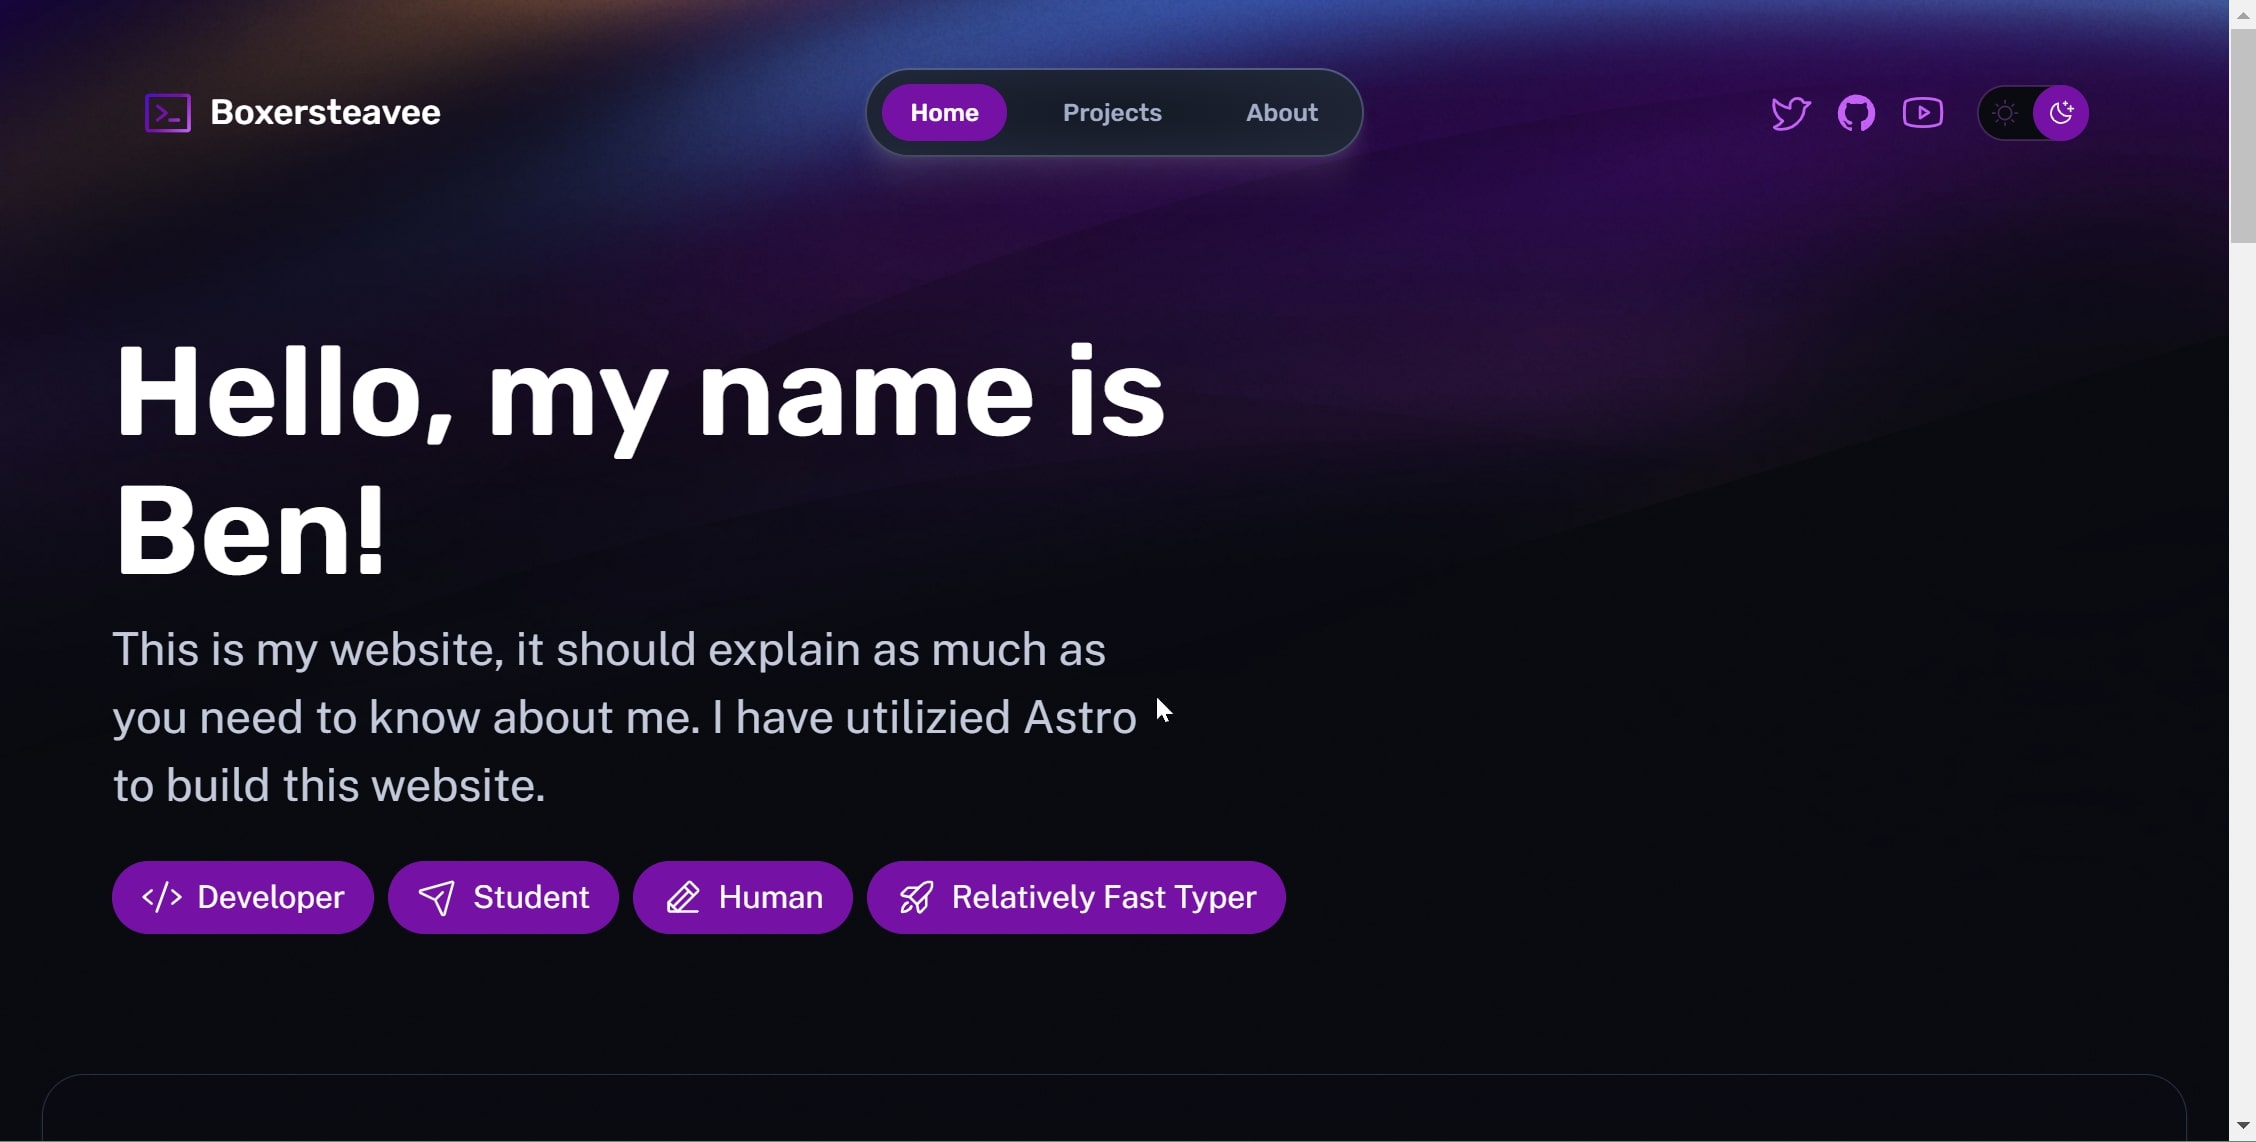 Boxersteavee
Home Projects About
Hello, my name is
Ben!
This is my website, it should explain as much as
you need to know about me. I have utilizied Astro
to build this website.
Developer Student Human Relatively Fast Typer